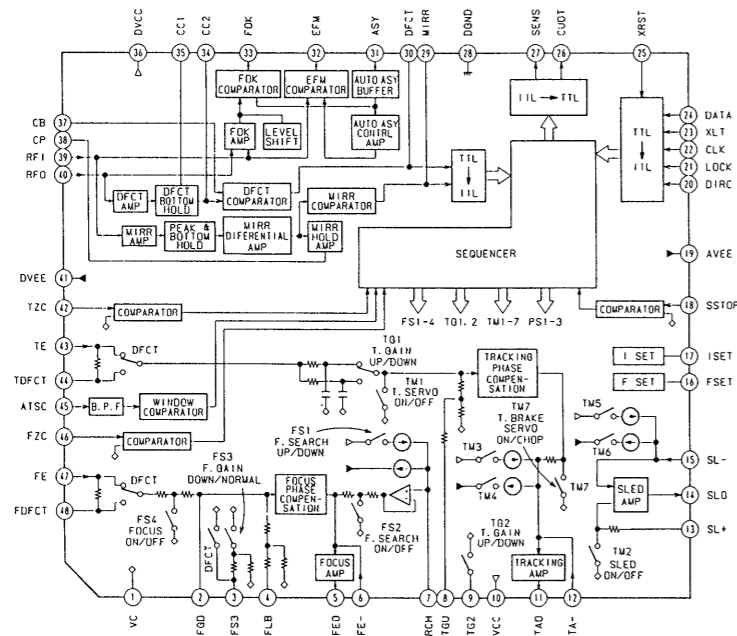 DVCC CC1 CC2 FOK EFM ASY DFCT MIRR DGND SENS CUOT XRST
36 35 34 33 32 31 30 29 28 27 26 25
FOK COMPARATOR
EFM COMPARATOR
AUTO ASY BUFFER
IIL → TTL
FOK AMP
LEVEL SHIFT
AUTO ASY CONTRL AMP
CB 37
CP 38
RFI 39
RFO 40
TTL ↓ IIL
TTL ↓ IIL
24 DATA
23 XLT
22 CLK
21 LOCK
20 DIRC
DFCT AMP
DFCT BOTTOM HOLD
DFCT COMPARATOR
MIRR COMPARATOR
MIRR AMP
PEAK & BOTTOM HOLD
MIRR DIFERENTIAL AMP
MIRR HOLD AMP
SEQUENCER
19 AVEE
DVEE 41
TZC 42
COMPARATOR
FS1-4 TG1.2 TM1-7 PS1-3
COMPARATOR
18 SSTOP
TE 43
DFCT
TG1
T. GAIN
UP/DOWN
TRACKING PHASE COMPEN- SATION
I SET
17 ISET
TDFCT 44
TM1
T. SERVO
ON/OFF
F SET
16 FSET
ATSC 45
B.P.F
WINDOW COMPARATOR
FS1
F. SEARCH
UP/DOWN
TM7
T. BRAKE
SERVO
ON/CHOP
TM5
FZC 46
COMPARATOR
FS3
F. GAIN
DOWN/NORMAL
TM3
TM6
15 SL-
FE 47
DFCT
FOCUS PHASE COMPEN- SATION
TM4
TM7
SLED AMP
14 SLO
FDFCT 48
FS4
FOCUS
ON/OFF
DFCT
FS2
F. SEARCH
ON/OFF
TG2
T. GAIN
UP/DOWN
13 SL+
TM2
SLED
ON/OFF
FOCUS AMP
TRACKING AMP
1 2 3 4 5 6 7 8 9 10 11 12
VC FGD FS3 FLB FEO FE- RCH TGU TG2 VCC TAO TA-